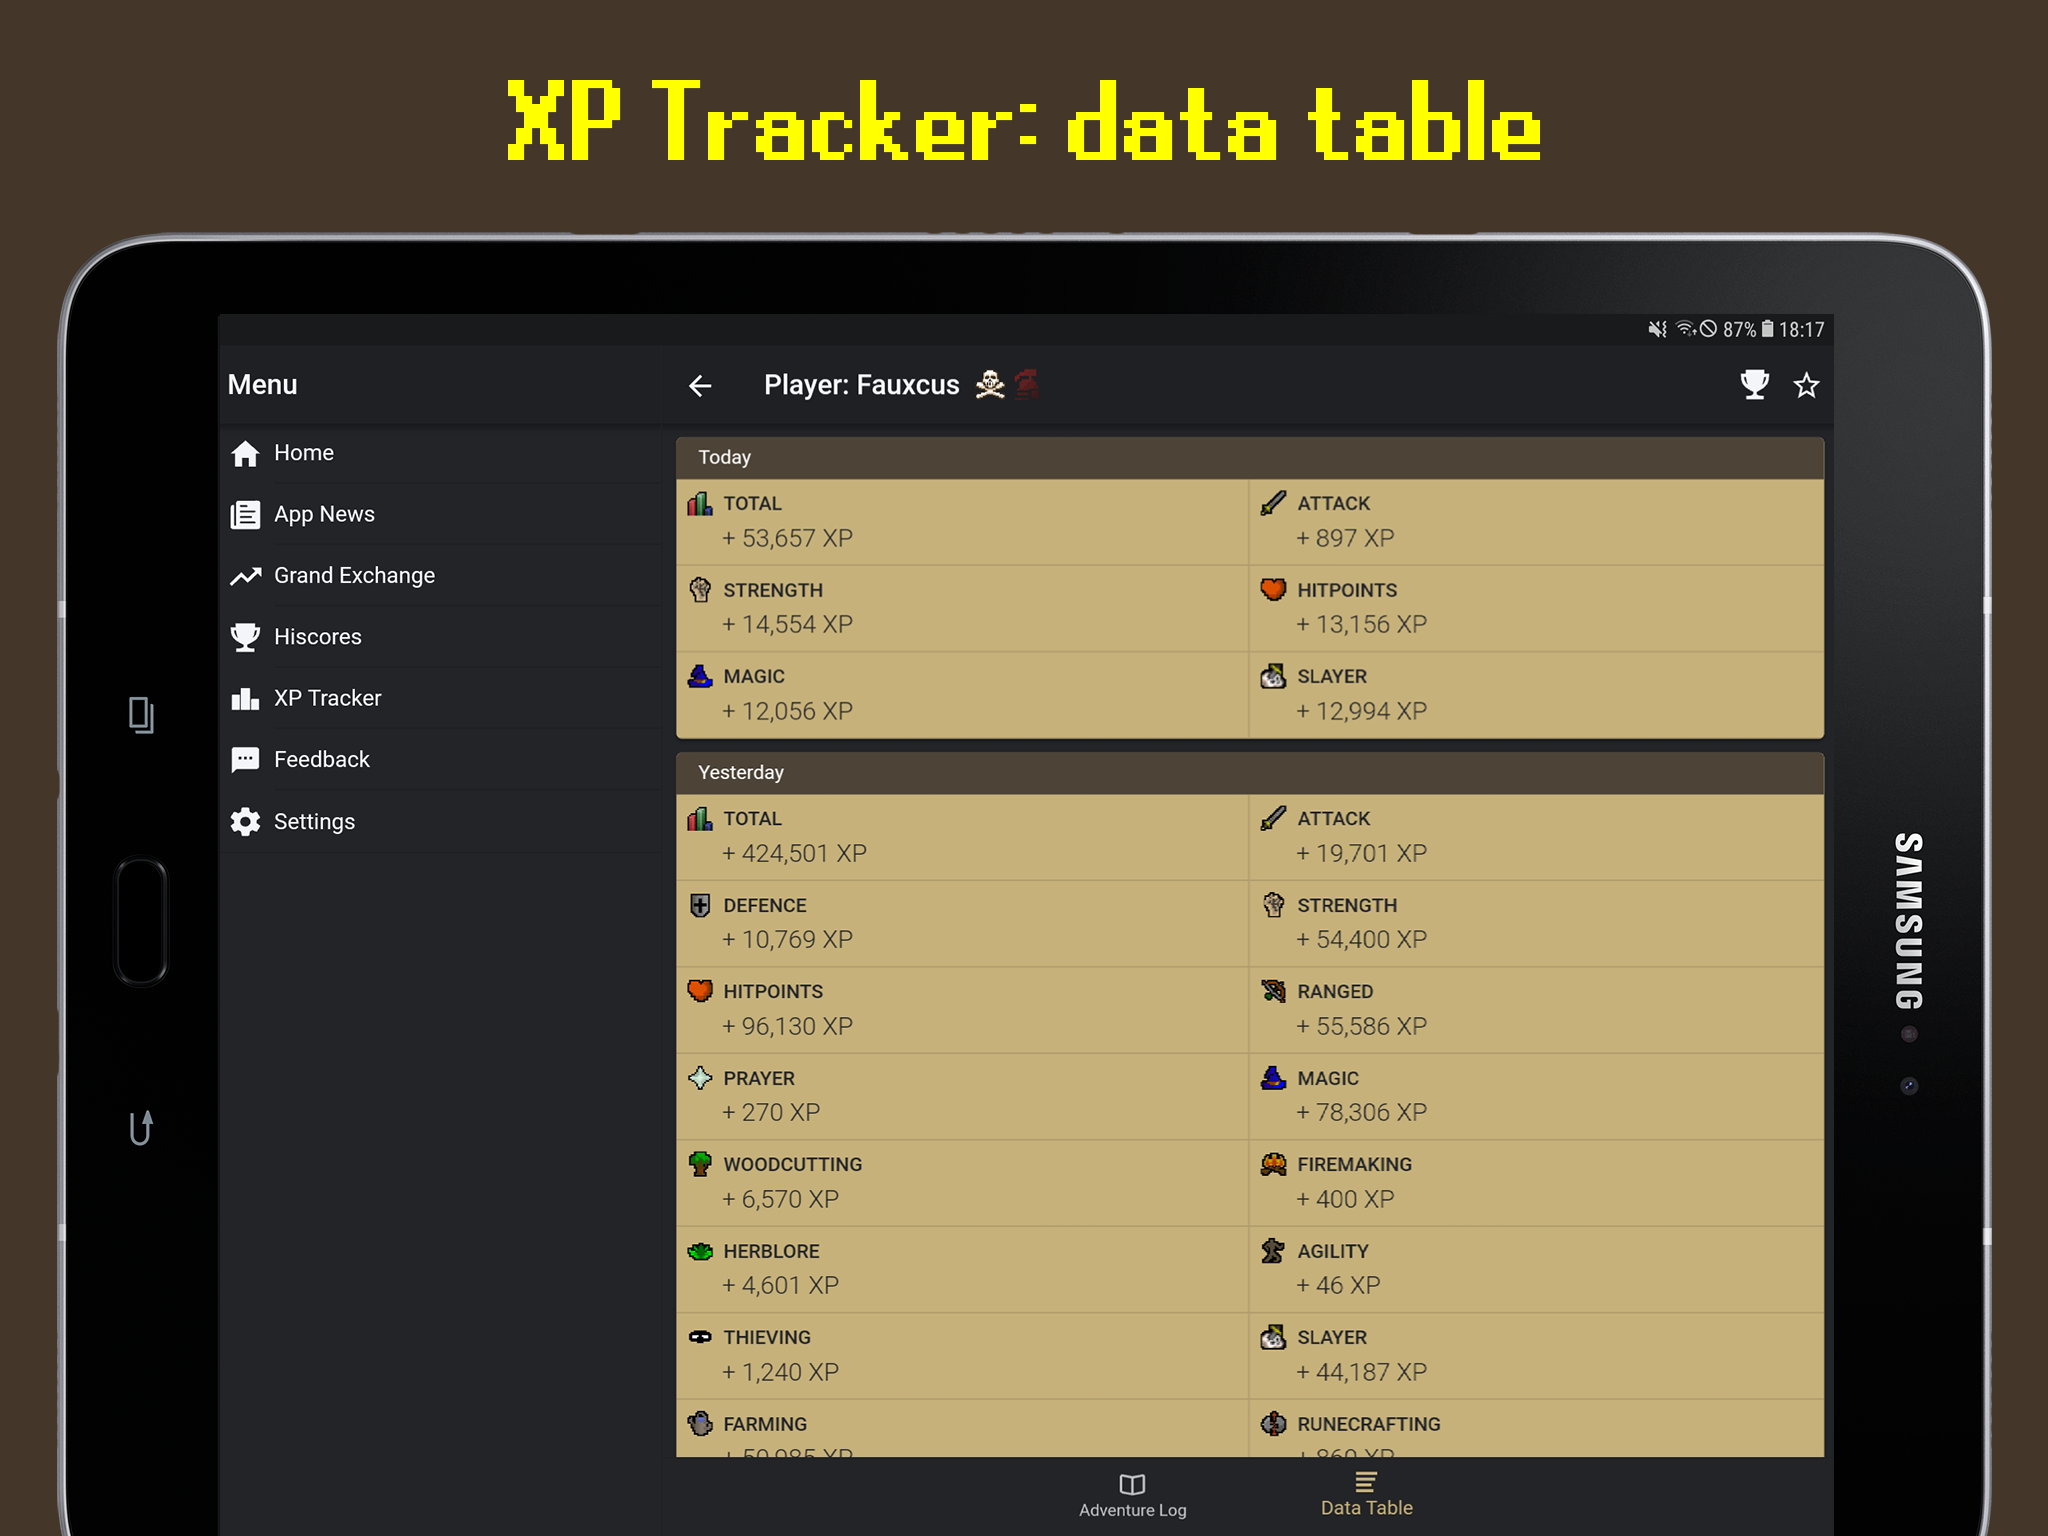 XP Tracker: data table
87% 18:17
Menu
Player: Fauxcus
Home
App News
Grand Exchange
Hiscores
XP Tracker
Feedback
Settings
Today
TOTAL
+ 53,657 XP
ATTACK
+ 897 XP
STRENGTH
+ 14,554 XP
HITPOINTS
+ 13,156 XP
MAGIC
+ 12,056 XP
SLAYER
+ 12,994 XP
Yesterday
TOTAL
+ 424,501 XP
ATTACK
+ 19,701 XP
DEFENCE
+ 10,769 XP
STRENGTH
+ 54,400 XP
HITPOINTS
+ 96,130 XP
RANGED
+ 55,586 XP
PRAYER
+ 270 XP
MAGIC
+ 78,306 XP
WOODCUTTING
+ 6,570 XP
FIREMAKING
+ 400 XP
HERBLORE
+ 4,601 XP
AGILITY
+ 46 XP
THIEVING
+ 1,240 XP
SLAYER
+ 44,187 XP
FARMING
RUNECRAFTING
Adventure Log
Data Table
SAMSUNG